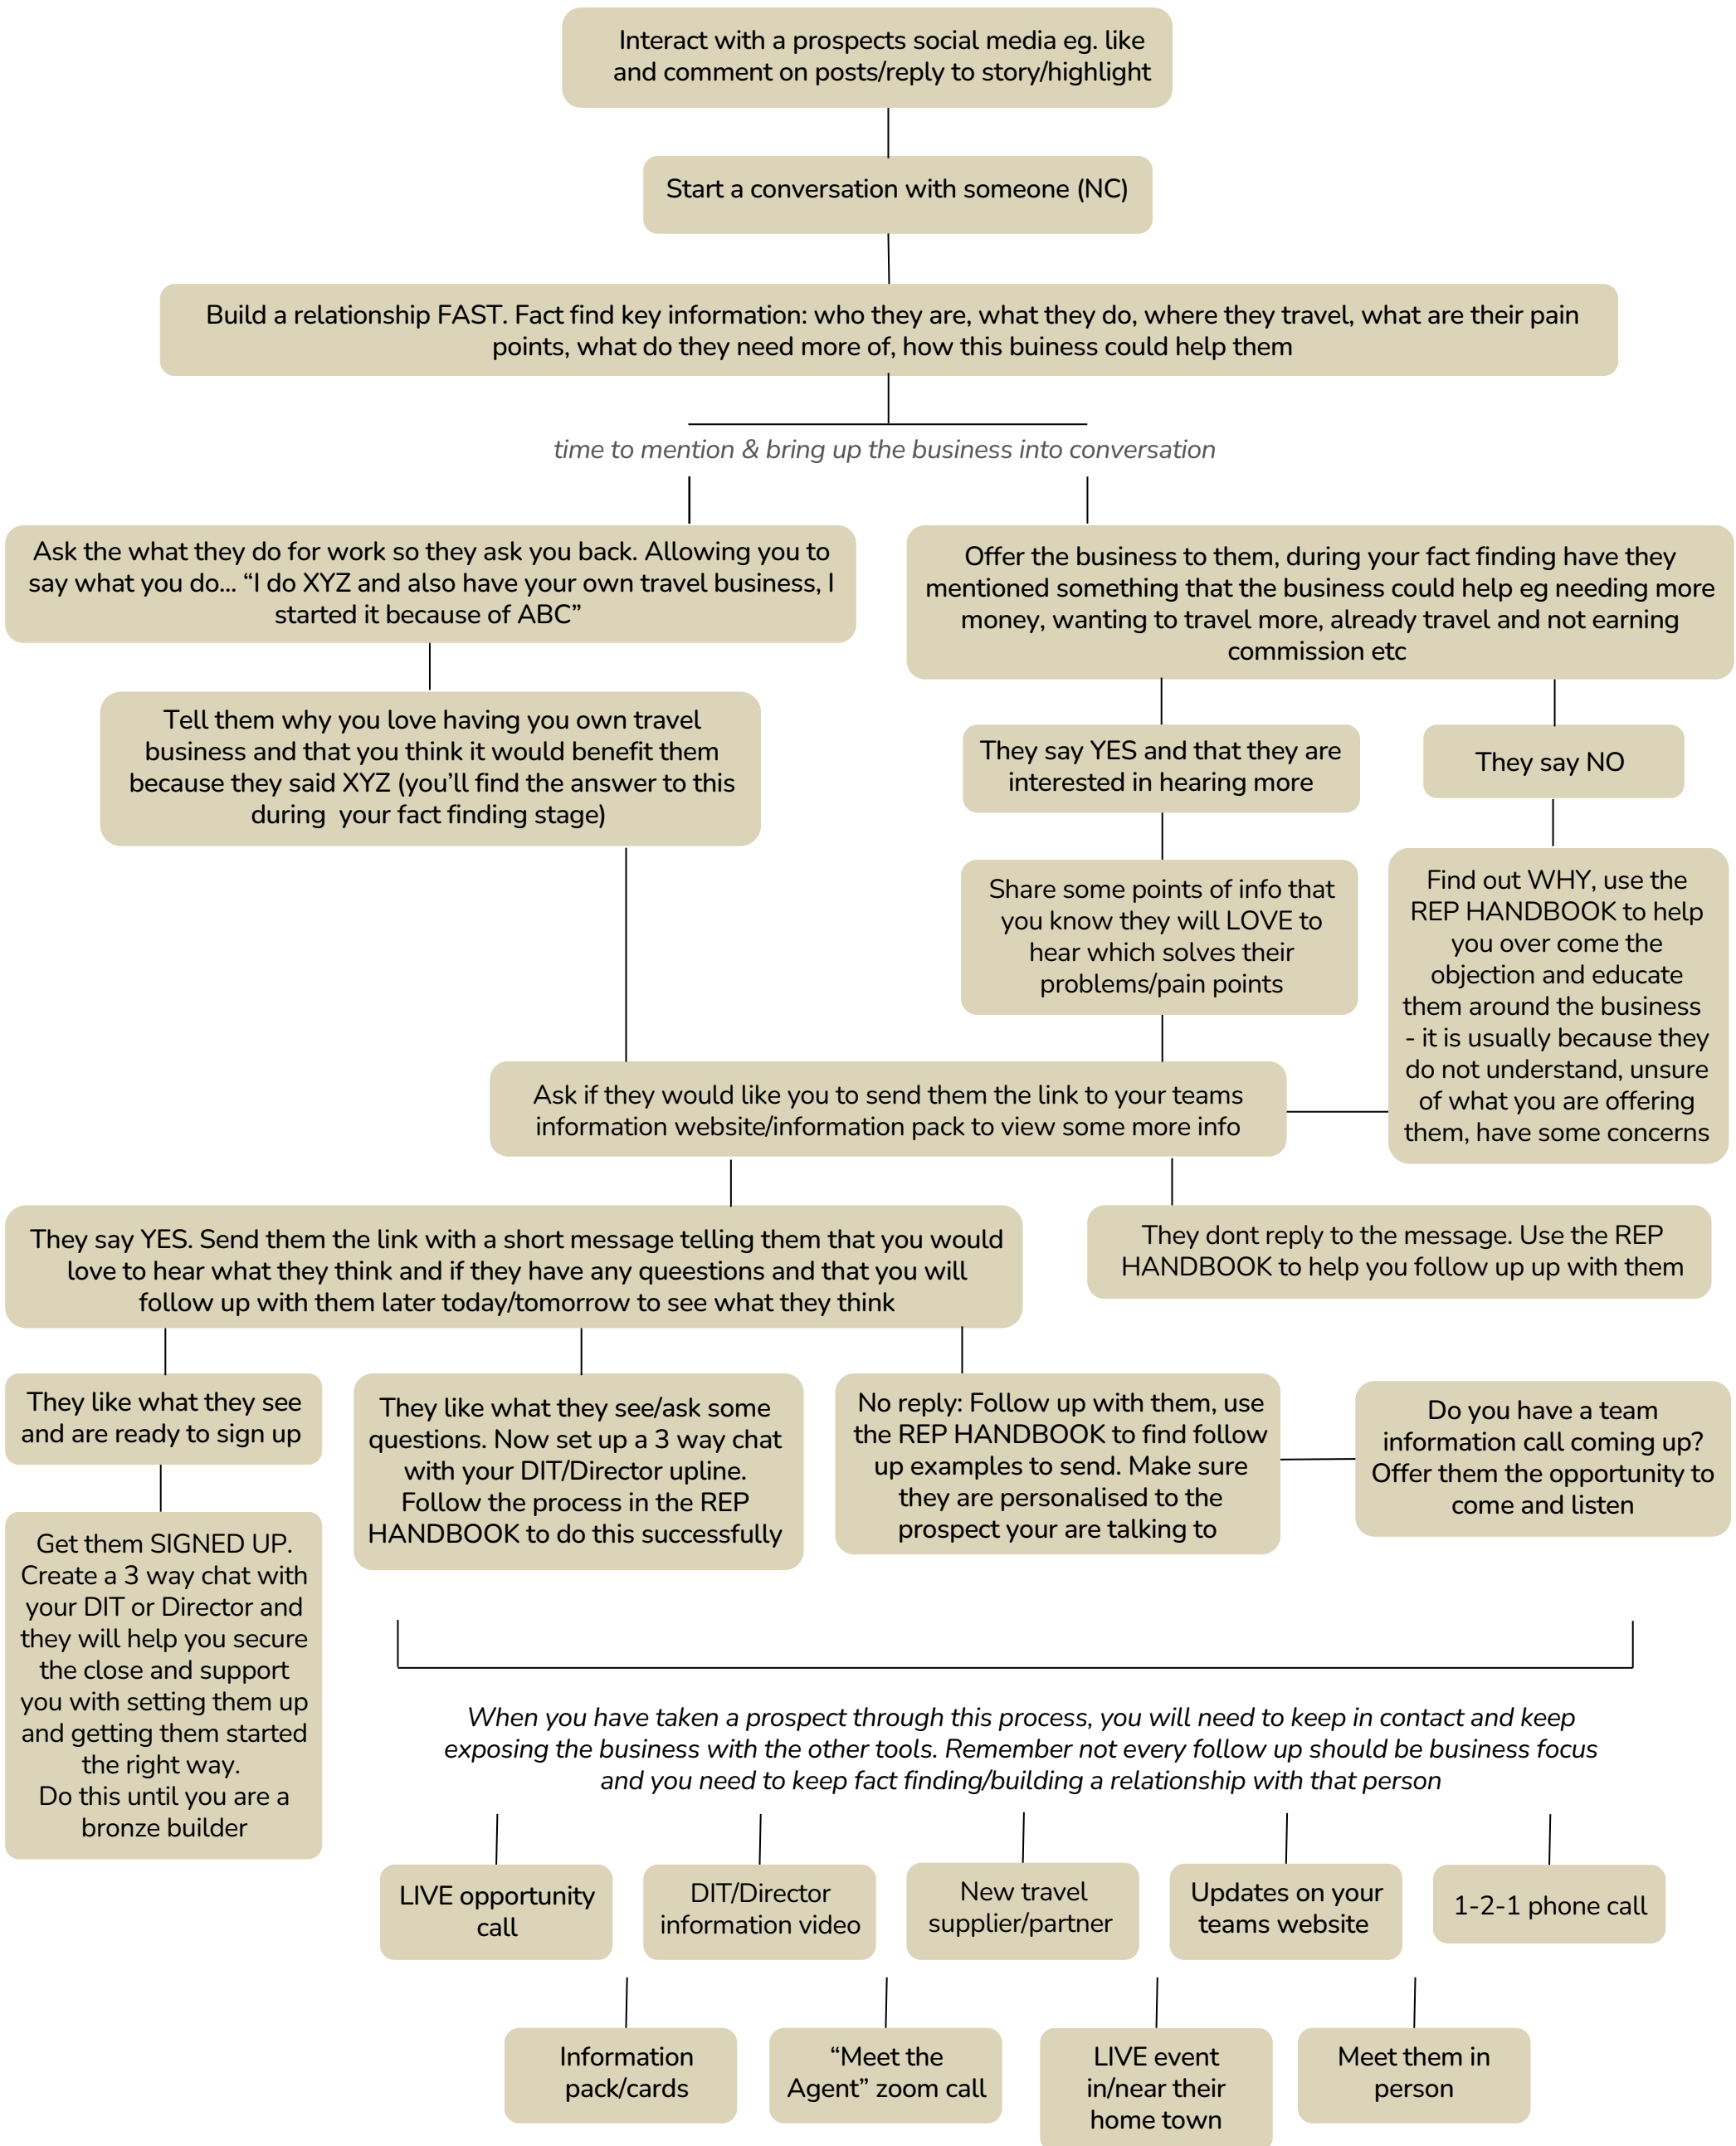 Interact with a prospects social media eg. like
and comment on posts/reply to story/highlight
Start a conversation with someone (NC)
Build a relationship FAST. Fact find key information: who they are, what they do, where they travel, what are their pain
points, what do they need more of, how this buiness could help them
time to mention & bring up the business into conversation
Ask the what they do for work so they ask you back. Allowing you to
say what you do... “I do XYZ and also have your own travel business, I
started it because of ABC”
Offer the business to them, during your fact finding have they
mentioned something that the business could help eg needing more
money, wanting to travel more, already travel and not earning
commission etc
Tell them why you love having you own travel
business and that you think it would benefit them
because they said XYZ (you’ll find the answer to this
during your fact finding stage)
They say YES and that they are
interested in hearing more
They say NO
Share some points of info that
you know they will LOVE to
hear which solves their
problems/pain points
Find out WHY, use the
REP HANDBOOK to help
you over come the
objection and educate
them around the business
- it is usually because they
do not understand, unsure
of what you are offering
them, have some concerns
Ask if they would like you to send them the link to your teams
information website/information pack to view some more info
They say YES. Send them the link with a short message telling them that you would
love to hear what they think and if they have any queestions and that you will
follow up with them later today/tomorrow to see what they think
They dont reply to the message. Use the REP
HANDBOOK to help you follow up up with them
They like what they see
and are ready to sign up
They like what they see/ask some
questions. Now set up a 3 way chat
with your DIT/Director upline.
Follow the process in the REP
HANDBOOK to do this successfully
No reply: Follow up with them, use
the REP HANDBOOK to find follow
up examples to send. Make sure
they are personalised to the
prospect your are talking to
Do you have a team
information call coming up?
Offer them the opportunity to
come and listen
Get them SIGNED UP.
Create a 3 way chat with
your DIT or Director and
they will help you secure
the close and support
you with setting them up
and getting them started
the right way.
Do this until you are a
bronze builder
When you have taken a prospect through this process, you will need to keep in contact and keep
exposing the business with the other tools. Remember not every follow up should be business focus
and you need to keep fact finding/building a relationship with that person
LIVE opportunity
call
DIT/Director
information video
New travel
supplier/partner
Updates on your
teams website
1-2-1 phone call
Information
pack/cards
“Meet the
Agent” zoom call
LIVE event
in/near their
home town
Meet them in
person